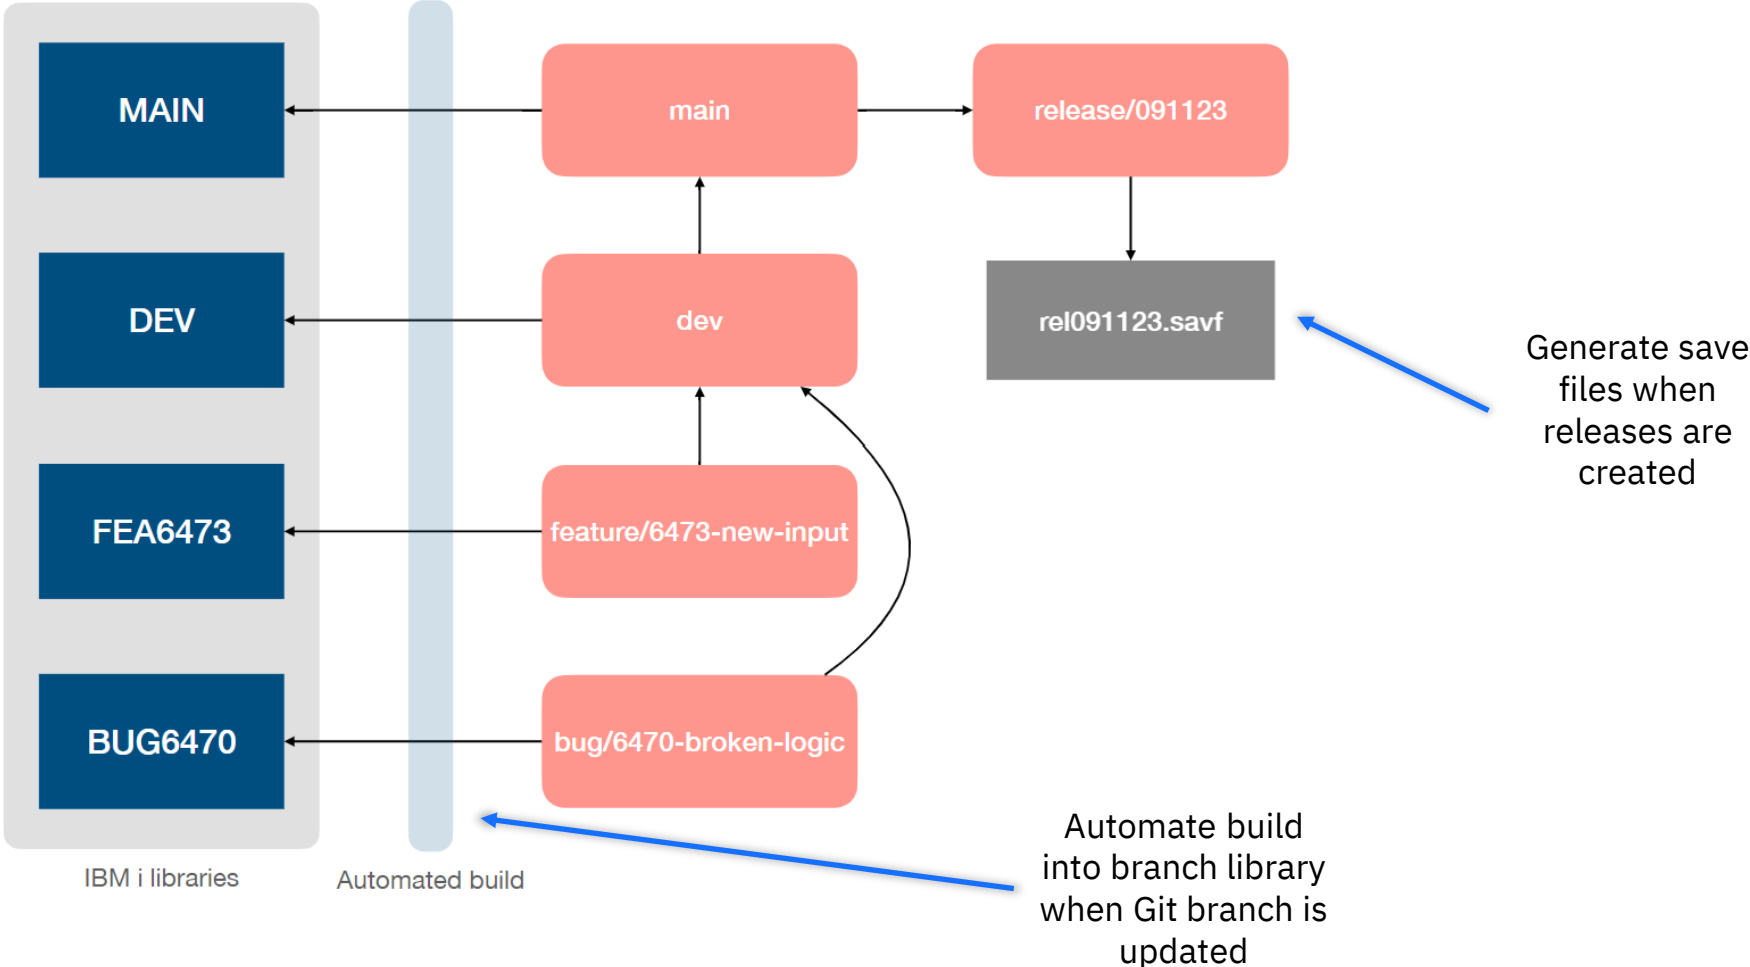 MAIN
main
release/091123
DEV
dev
rel091123.savf
Generate save
files when
releases are
created
FEA6473
feature/6473-new-input
BUG6470
bug/6470-broken-logic
IBM i libraries
Automated build
Automate build
into branch library
when Git branch is
updated